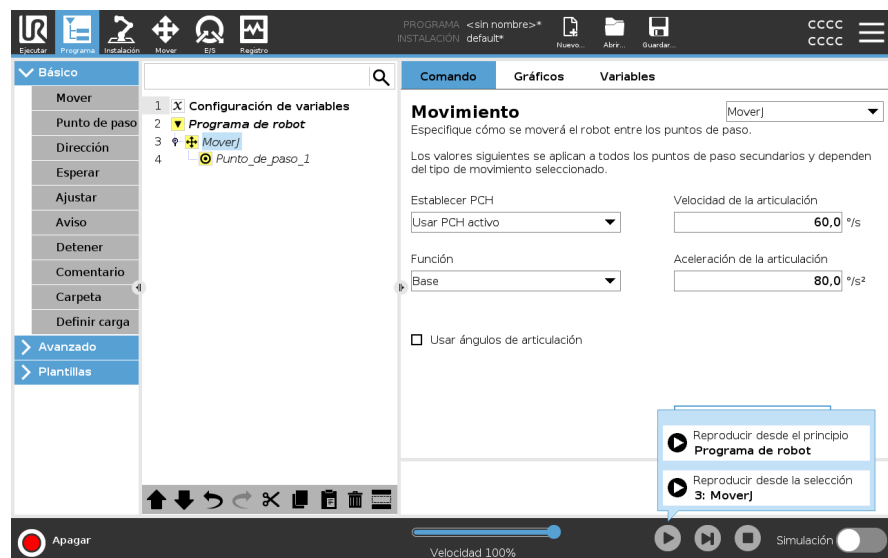 UR
Ejecutar
Programa
Instalación
Mover
E/S
Registro
PROGRAMA <sin nombre>*
INSTALACIÓN default*
Nuevo...
Abrir...
Guardar...
CCCC
CCCC
Básico
Mover
Punto de paso
Dirección
Esperar
Ajustar
Aviso
Detener
Comentario
Carpeta
Definir carga
Avanzado
Plantillas
1 X Configuración de variables
2 Programa de robot
3 MoverJ
4 Punto_de_paso_1
Comando Gráficos Variables
Movimiento
MoverJ
Especifique cómo se moverá el robot entre los puntos de paso.
Los valores siguientes se aplican a todos los puntos de paso secundarios y dependen
del tipo de movimiento seleccionado.
Establecer PCH
Usar PCH activo
Velocidad de la articulación
60,0 °/s
Función
Base
Aceleración de la articulación
80,0 °/s²
Usar ángulos de articulación
Reproducir desde el principio
Programa de robot
Reproducir desde la selección
3: MoverJ
Apagar
Velocidad 100%
Simulación